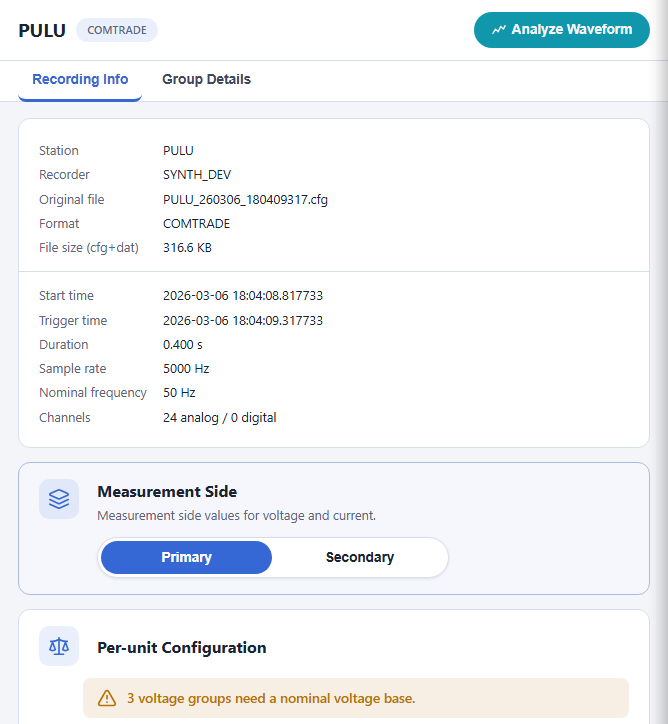 PULU COMTRADE Analyze Waveform
Recording Info Group Details
Station PULU
Recorder SYNTH_DEV
Original file PULU_260306_180409317.cfg
Format COMTRADE
File size (cfg+dat) 316.6 KB
Start time 2026-03-06 18:04:08.817733
Trigger time 2026-03-06 18:04:09.317733
Duration 0.400 s
Sample rate 5000 Hz
Nominal frequency 50 Hz
Channels 24 analog / 0 digital
Measurement Side
Measurement side values for voltage and current.
Primary Secondary
Per-unit Configuration
3 voltage groups need a nominal voltage base.